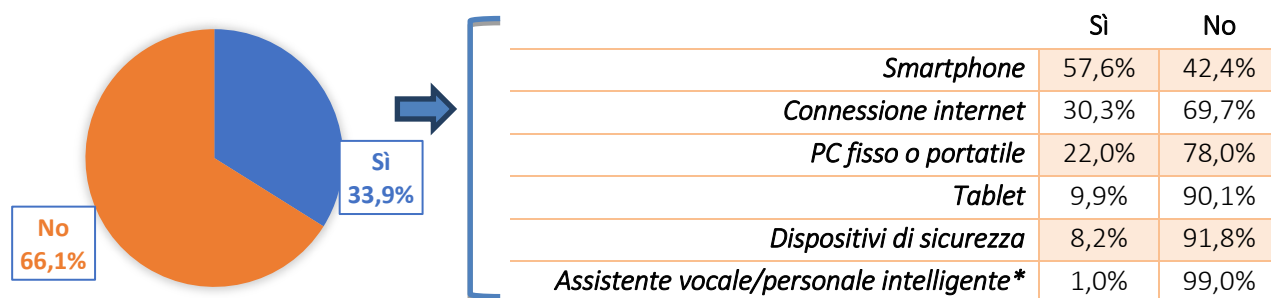 Sì
33,9%
No
66,1%
Sì No
Smartphone 57,6% 42,4%
Connessione internet 30,3% 69,7%
PC fisso o portatile 22,0% 78,0%
Tablet 9,9% 90,1%
Dispositivi di sicurezza 8,2% 91,8%
Assistente vocale/personale intelligente* 1,0% 99,0%